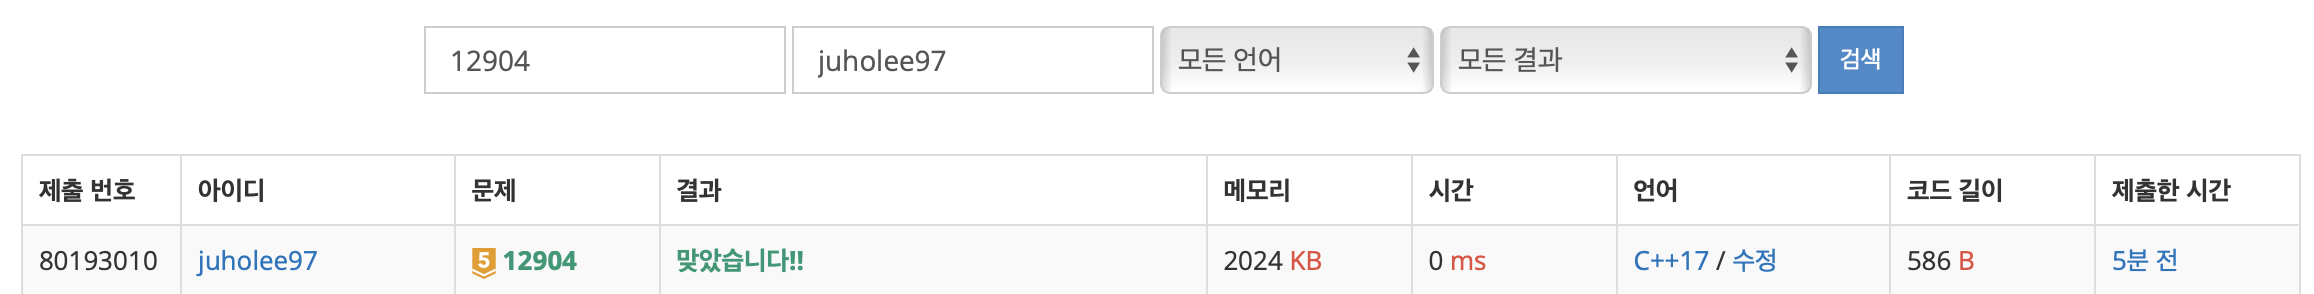 12904 juholee97 모든 언어 모든 결과 검색
제출 번호 아이디 문제 결과 메모리 시간 언어 코드 길이 제출한 시간
80193010 juholee97 5 12904 맞았습니다!! 2024 KB 0 ms C++17 / 수정 586 B 5분 전